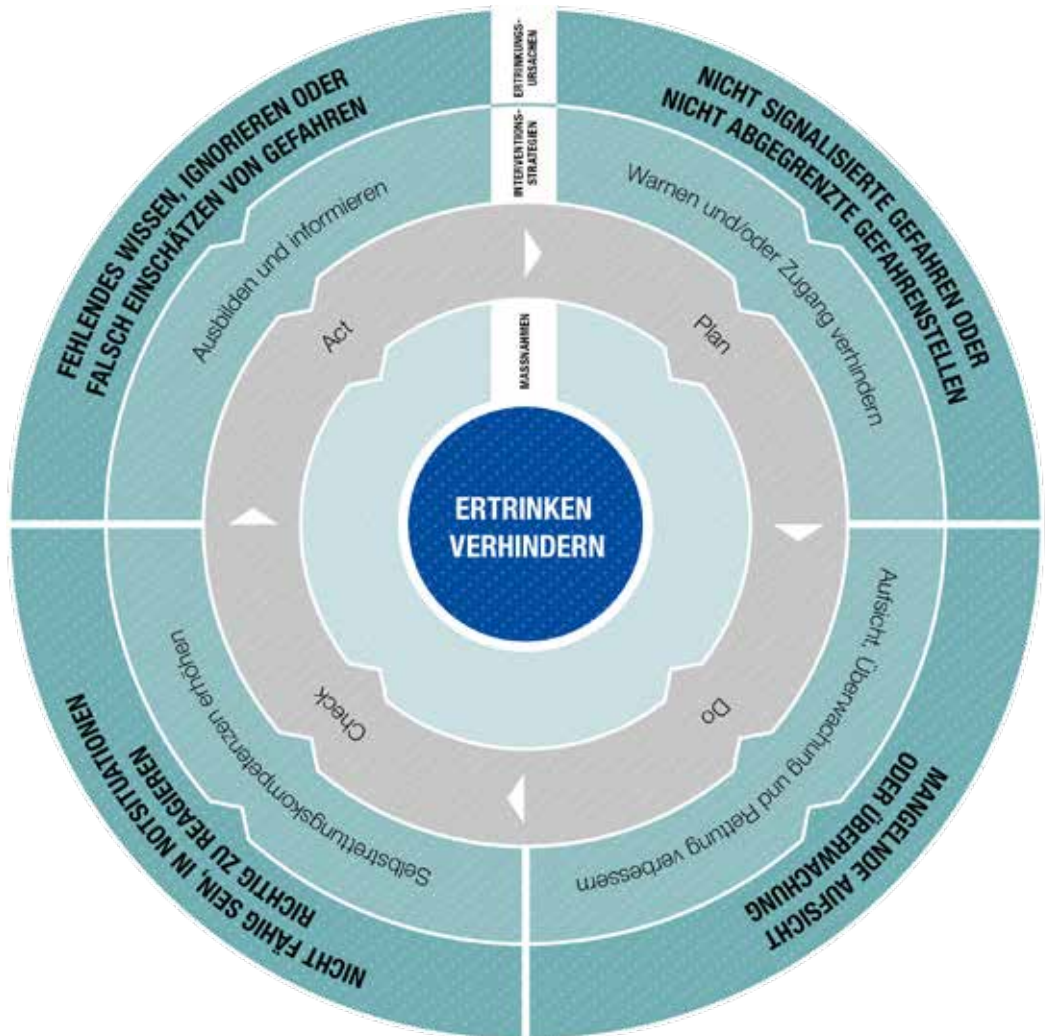 ERTRINKUNGS-
URSACHEN
INTERVENTIONS-
STRATEGIEN
MASSNAHMEN
ERTRINKEN
VERHINDERN
FEHLENDES WISSEN, IGNORIEREN ODER
FALSCH EINSCHÄTZEN VON GEFAHREN
Ausbilden und informieren
Act
NICHT SIGNALISIERTE GEFAHREN ODER
NICHT ABGEGRENZTE GEFAHRENSTELLEN
Warnen und/oder Zugang verhindern
Plan
MANGELNDE AUFSICHT
ODER ÜBERWACHUNG
Aufsicht, Überwachung und Rettung verbessern
Do
NICHT FÄHIG SEIN, IN NOTSITUATIONEN
RICHTIG ZU REAGIEREN
Selbstrettungskompetenzen erhöhen
Check